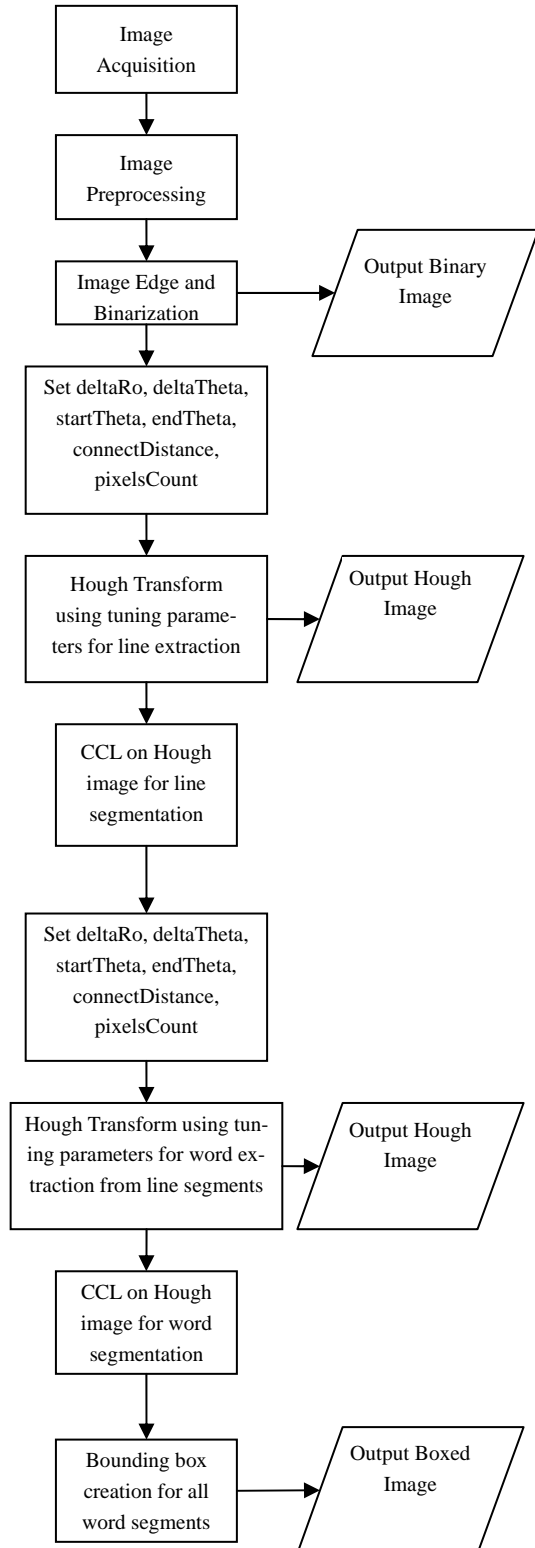 Image
Acquisition
Image
Preprocessing
Image Edge and
Binarization
Output Binary
Image
Set deltaRo, deltaTheta,
startTheta, endTheta,
connectDistance,
pixelsCount
Hough Transform
using tuning parame-
ters for line extraction
Output Hough
Image
CCL on Hough
image for line
segmentation
Set deltaRo, deltaTheta,
startTheta, endTheta,
connectDistance,
pixelsCount
Hough Transform using tun-
ing parameters for word ex-
traction from line segments
Output Hough
Image
CCL on Hough
image for word
segmentation
Bounding box
creation for all
word segments
Output Boxed
Image